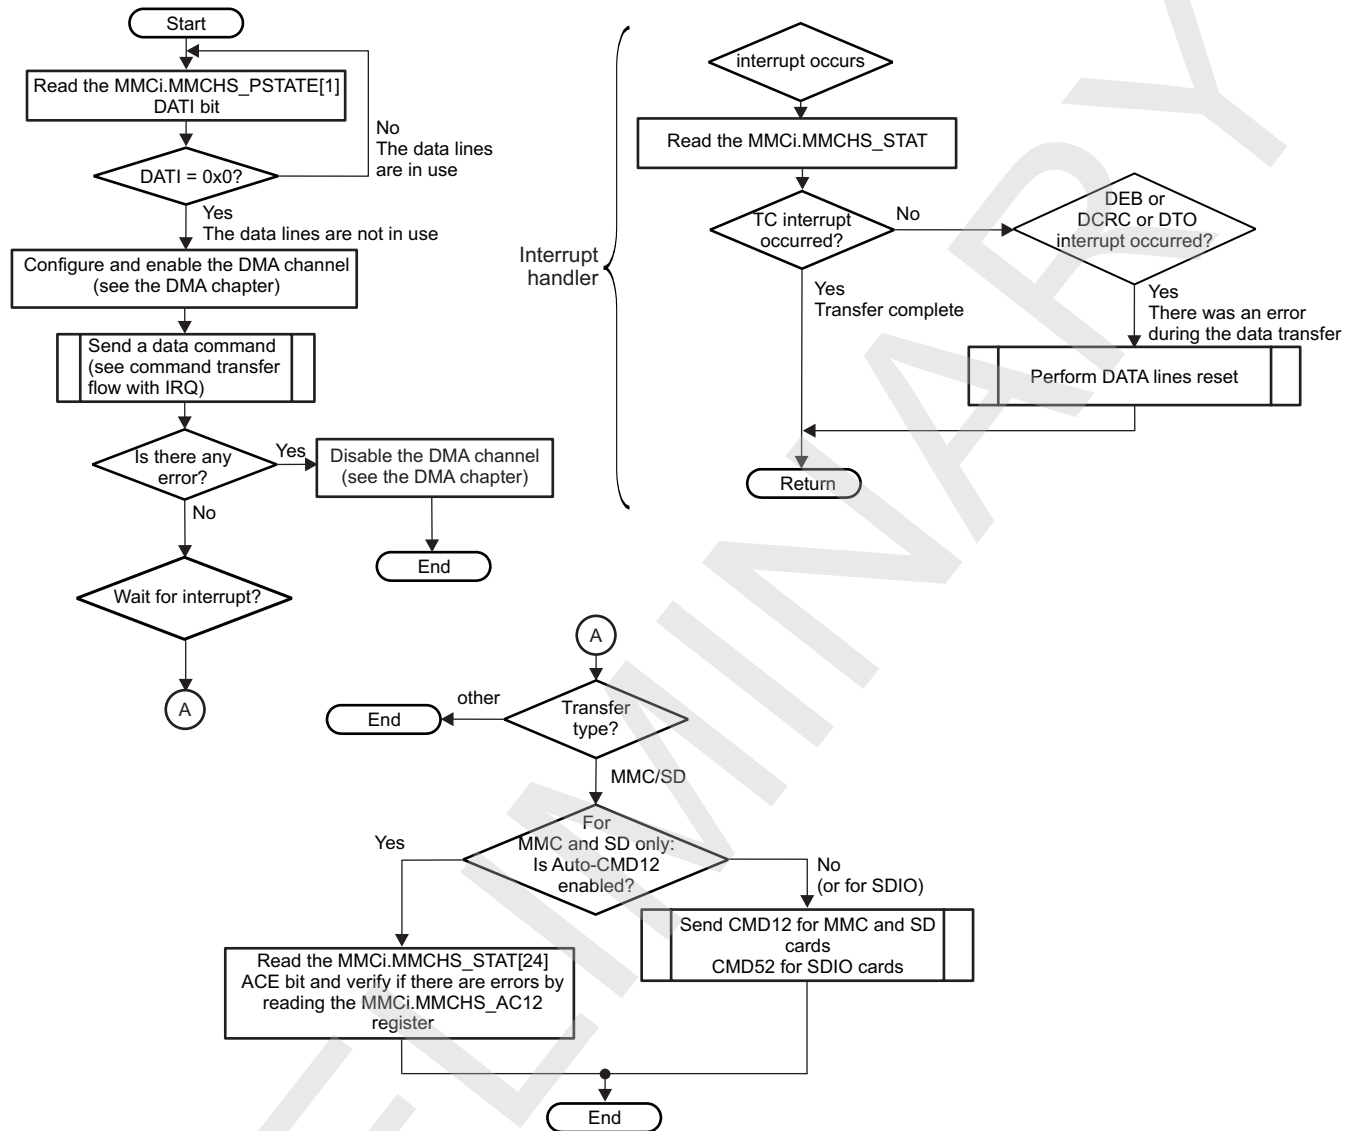 Start
Read the MMCi.MMCHS_PSTATE[1]
DATI bit
No
The data lines
are in use
DATI = 0x0?
Yes
The data lines are not in use
Configure and enable the DMA channel
(see the DMA chapter)
Send a data command
(see command transfer
flow with IRQ)
Is there any
error?
Yes
Disable the DMA channel
(see the DMA chapter)
No
End
Wait for interrupt?
A
Interrupt
handler
interrupt occurs
Read the MMCi.MMCHS_STAT
TC interrupt
occurred?
No
DEB or
DCRC or DTO
interrupt occurred?
Yes
Transfer complete
Yes
There was an error
during the data transfer
Perform DATA lines reset
Return
A
Transfer
type?
other
End
MMC/SD
For
MMC and SD only:
Is Auto-CMD12
enabled?
Yes
No
(or for SDIO)
Read the MMCi.MMCHS_STAT[24]
ACE bit and verify if there are errors by
reading the MMCi.MMCHS_AC12
register
Send CMD12 for MMC and SD
cards
CMD52 for SDIO cards
End